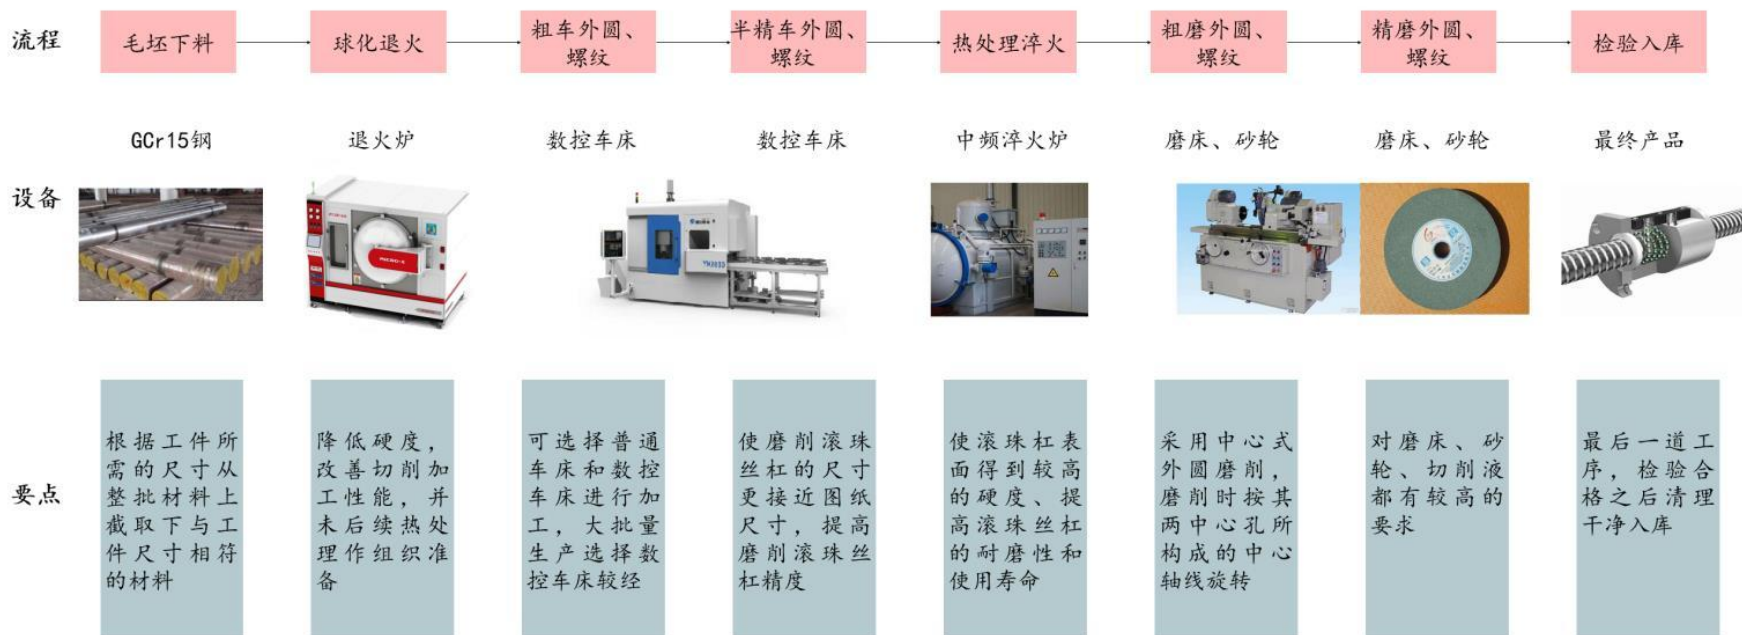 流程
毛坯下料
球化退火
粗车外圆、
螺纹
半精车外圆、
螺纹
热处理淬火
粗磨外圆、
螺纹
精磨外圆、
螺纹
检验入库
设备
GCr15钢
退火炉
数控车床
数控车床
中频淬火炉
磨床、砂轮
磨床、砂轮
最终产品
要点
根据工件所
需的尺寸从
整批材料上
截取下与工
件尺寸相符
的材料
降低硬度，
改善切削加
工性能，并
未后续热处
理作组织准
备
可选择普通
车床和数控
车床进行加
工，大批量
生产选择数
控车床较经
使磨削滚珠
丝杠的尺寸
更接近图纸
尺寸，提高
磨削滚珠丝
杠精度
使滚珠杠表
面得到较高
的硬度、提
高滚珠丝杠
的耐磨性和
使用寿命
采用中心式
外圆磨削，
磨削时按其
两中心孔所
构成的中心
轴线旋转
对磨床、砂
轮、切削液
都有较高的
要求
最后一道工
序，检验合
格之后清理
干净入库